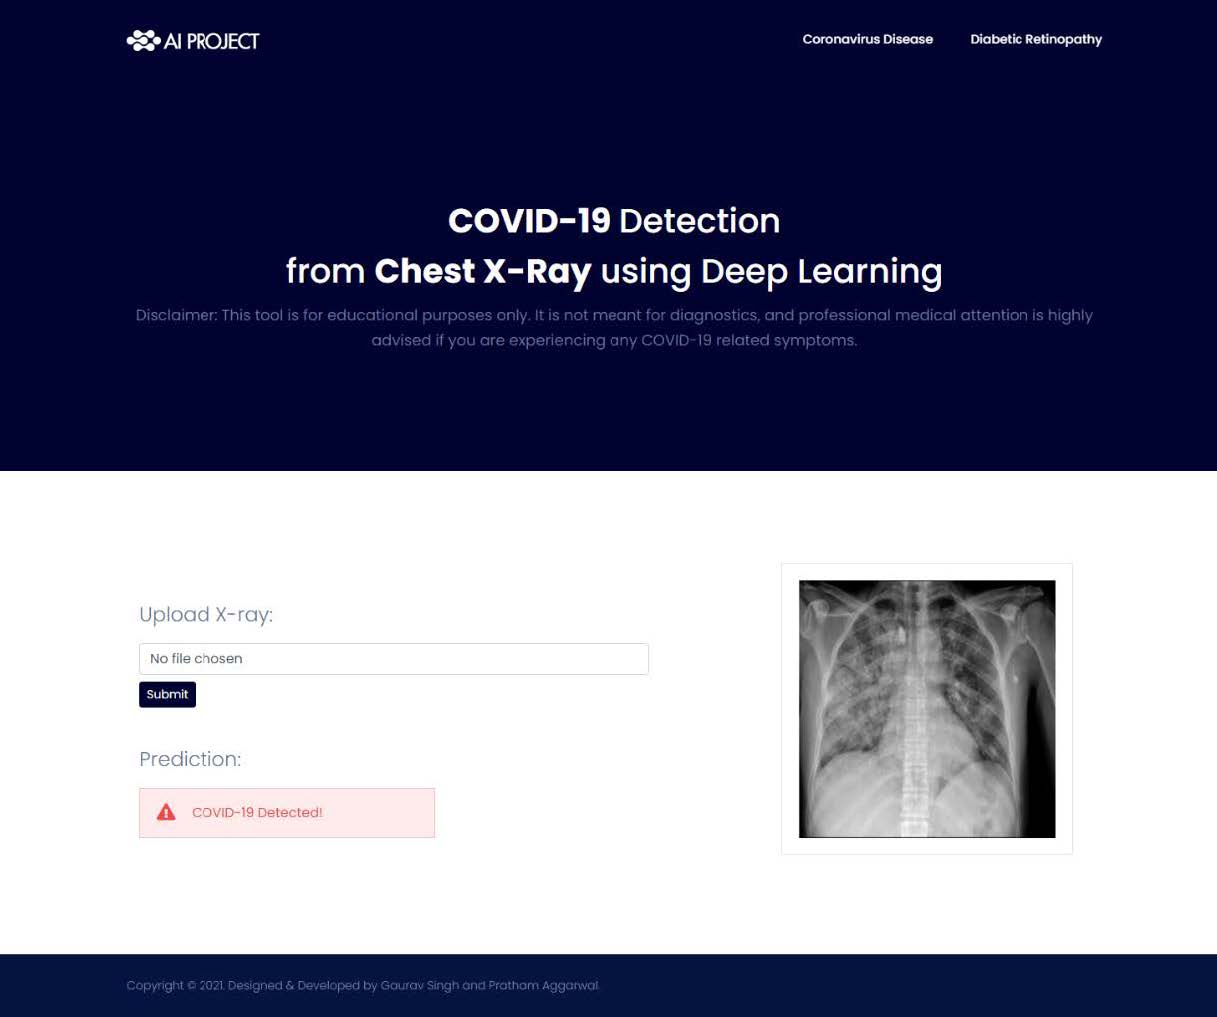 AI PROJECT
Coronavirus Disease
Diabetic Retinopathy
COVID-19 Detection
from Chest X-Ray using Deep Learning
Disclaimer: This tool is for educational purposes only. It is not meant for diagnostics, and professional medical attention is highly
advised if you are experiencing any COVID-19 related symptoms.
Upload X-ray:
No file chosen
Submit
Prediction:
COVID-19 Detected!
Copyright © 2021. Designed & Developed by Gaurav Singh and Pratham Aggarwal.